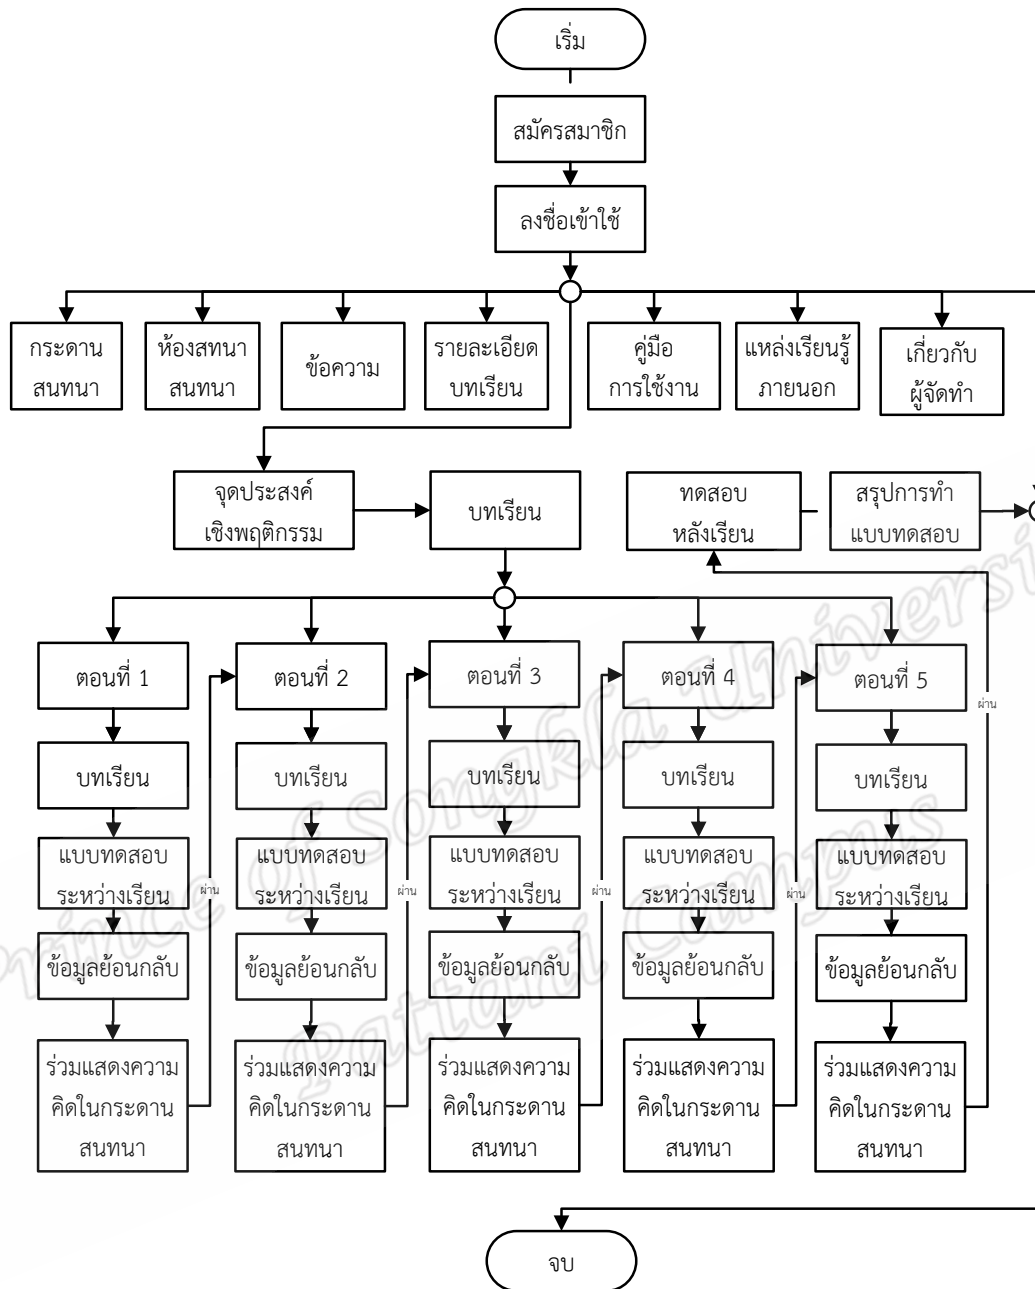 เริ่ม
สมัครสมาชิก
ลงชื่อเข้าใช้
กระดาน
สนทนา
ห้องสทนา
สนทนา
ข้อความ
รายละเอียด
บทเรียน
คู่มือ
การใช้งาน
แหล่งเรียนรู้
ภายนอก
เกี่ยวกับ
ผู้จัดทำ
จุดประสงค์
เชิงพฤติกรรม
บทเรียน
ทดสอบ
หลังเรียน
สรุปการทำ
แบบทดสอบ
ตอนที่ 1
ตอนที่ 2
ตอนที่ 3
ตอนที่ 4
ตอนที่ 5
ผ่าน
บทเรียน
บทเรียน
บทเรียน
บทเรียน
บทเรียน
แบบทดสอบ
ระหว่างเรียน
ผ่าน
แบบทดสอบ
ระหว่างเรียน
ผ่าน
แบบทดสอบ
ระหว่างเรียน
ผ่าน
แบบทดสอบ
ระหว่างเรียน
ผ่าน
แบบทดสอบ
ระหว่างเรียน
ข้อมูลย้อนกลับ
ข้อมูลย้อนกลับ
ข้อมูลย้อนกลับ
ข้อมูลย้อนกลับ
ข้อมูลย้อนกลับ
ร่วมแสดงความ
คิดในกระดาน
สนทนา
ร่วมแสดงความ
คิดในกระดาน
สนทนา
ร่วมแสดงความ
คิดในกระดาน
สนทนา
ร่วมแสดงความ
คิดในกระดาน
สนทนา
ร่วมแสดงความ
คิดในกระดาน
สนทนา
จบ
Prince of Songkla Universi
Pattani Campus